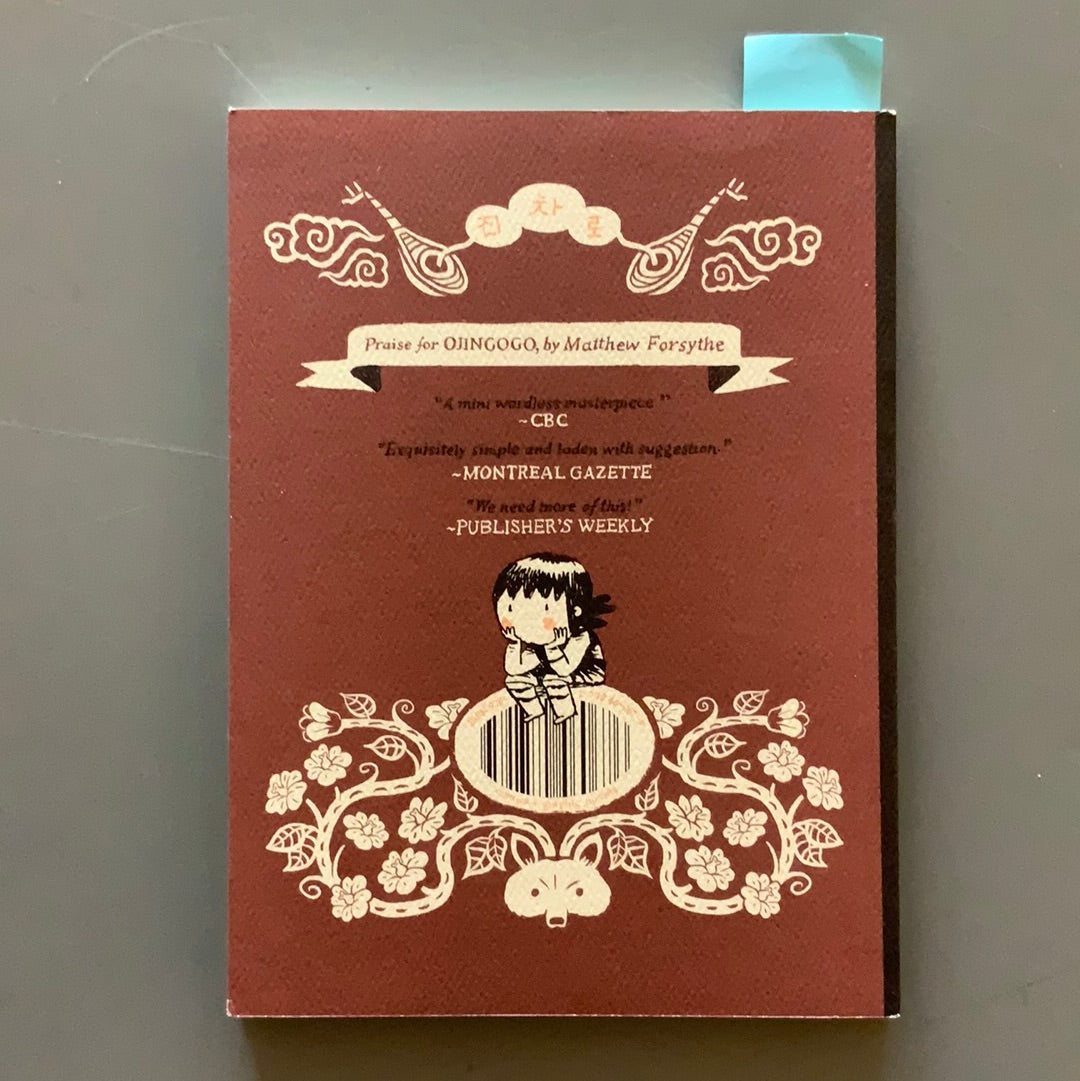 진 차 로
Praise for OJINGOGO, by Matthew Forsythe
"A mini wordless masterpiece."
~CBC
"Exquisitely simple and laden with suggestion."
~MONTREAL GAZETTE
"We need more of this!"
~PUBLISHER'S WEEKLY